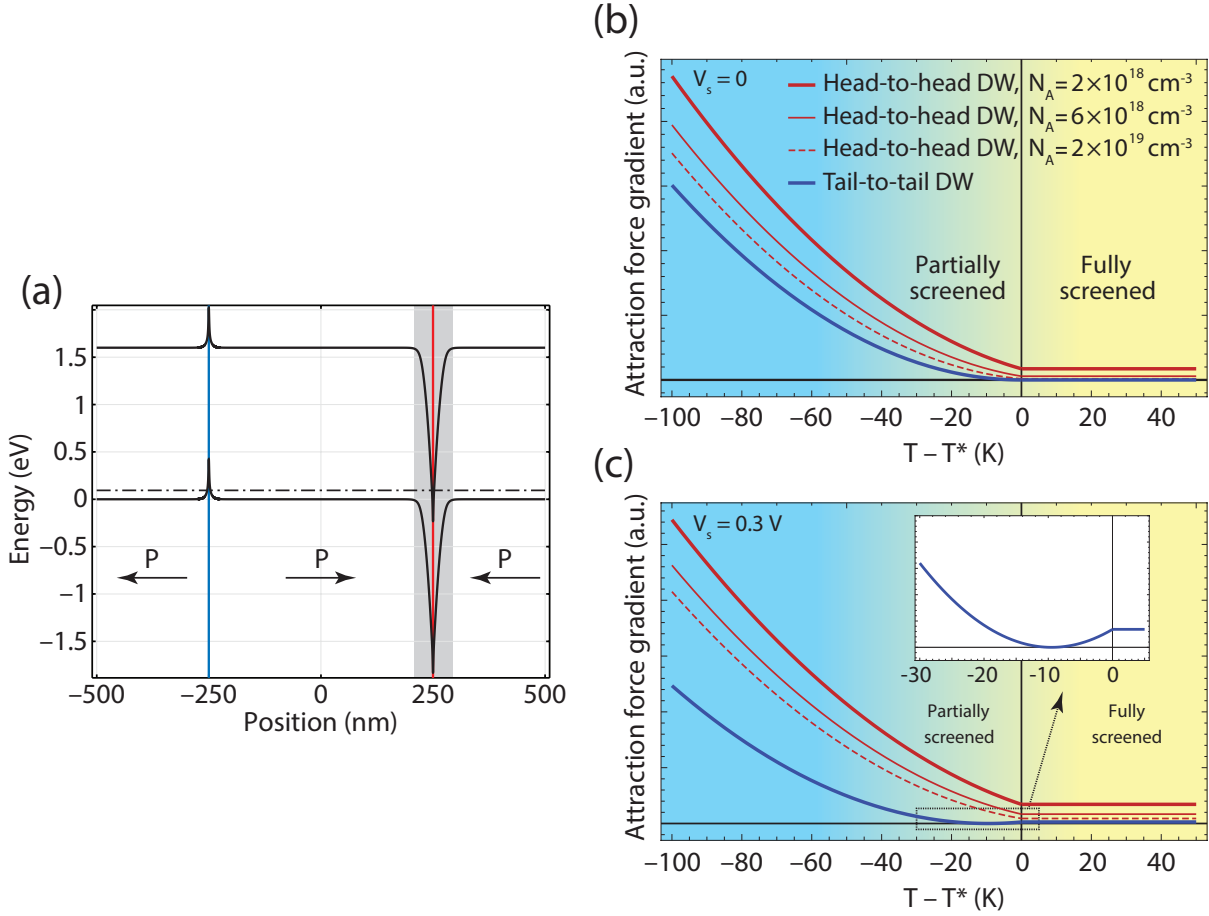 (a)
1.5
1
0.5
0
−0.5
−1
−1.5
Energy (eV)
P
P
P
−500
−250
0
250
500
Position (nm)
(b)
V_s = 0
Head-to-head DW, N_A = 2×10^18 cm^-3
Head-to-head DW, N_A = 6×10^18 cm^-3
Head-to-head DW, N_A = 2×10^19 cm^-3
Tail-to-tail DW
Partially
screened
Fully
screened
Attraction force gradient (a.u.)
−100 −80 −60 −40 −20 0 20 40
T − T* (K)
(c)
V_s = 0.3 V
-30 -20 -10 0
Partially
screened
Fully
screened
Attraction force gradient (a.u.)
−100 −80 −60 −40 −20 0 20 40
T − T* (K)